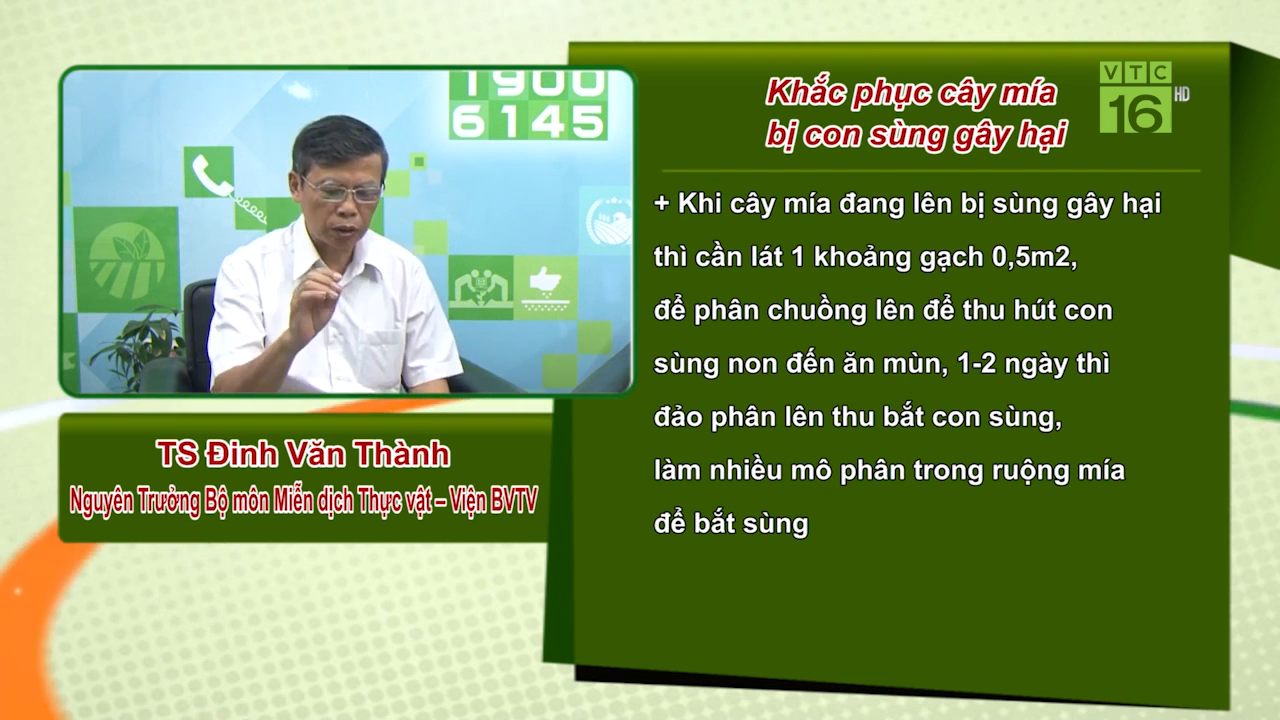 1900
6145
VTC
16
HD
Khắc phục cây mía
bị con sùng gây hại
+ Khi cây mía đang lên bị sùng gây hại
thì cần lát 1 khoảng gạch 0,5m2,
để phân chuồng lên để thu hút con
sùng non đến ăn mùn, 1-2 ngày thì
đảo phân lên thu bắt con sùng,
làm nhiều mô phân trong ruộng mía
để bắt sùng
TS Đinh Văn Thành
Nguyên Trưởng Bộ môn Miễn dịch Thực vật – Viện BVTV